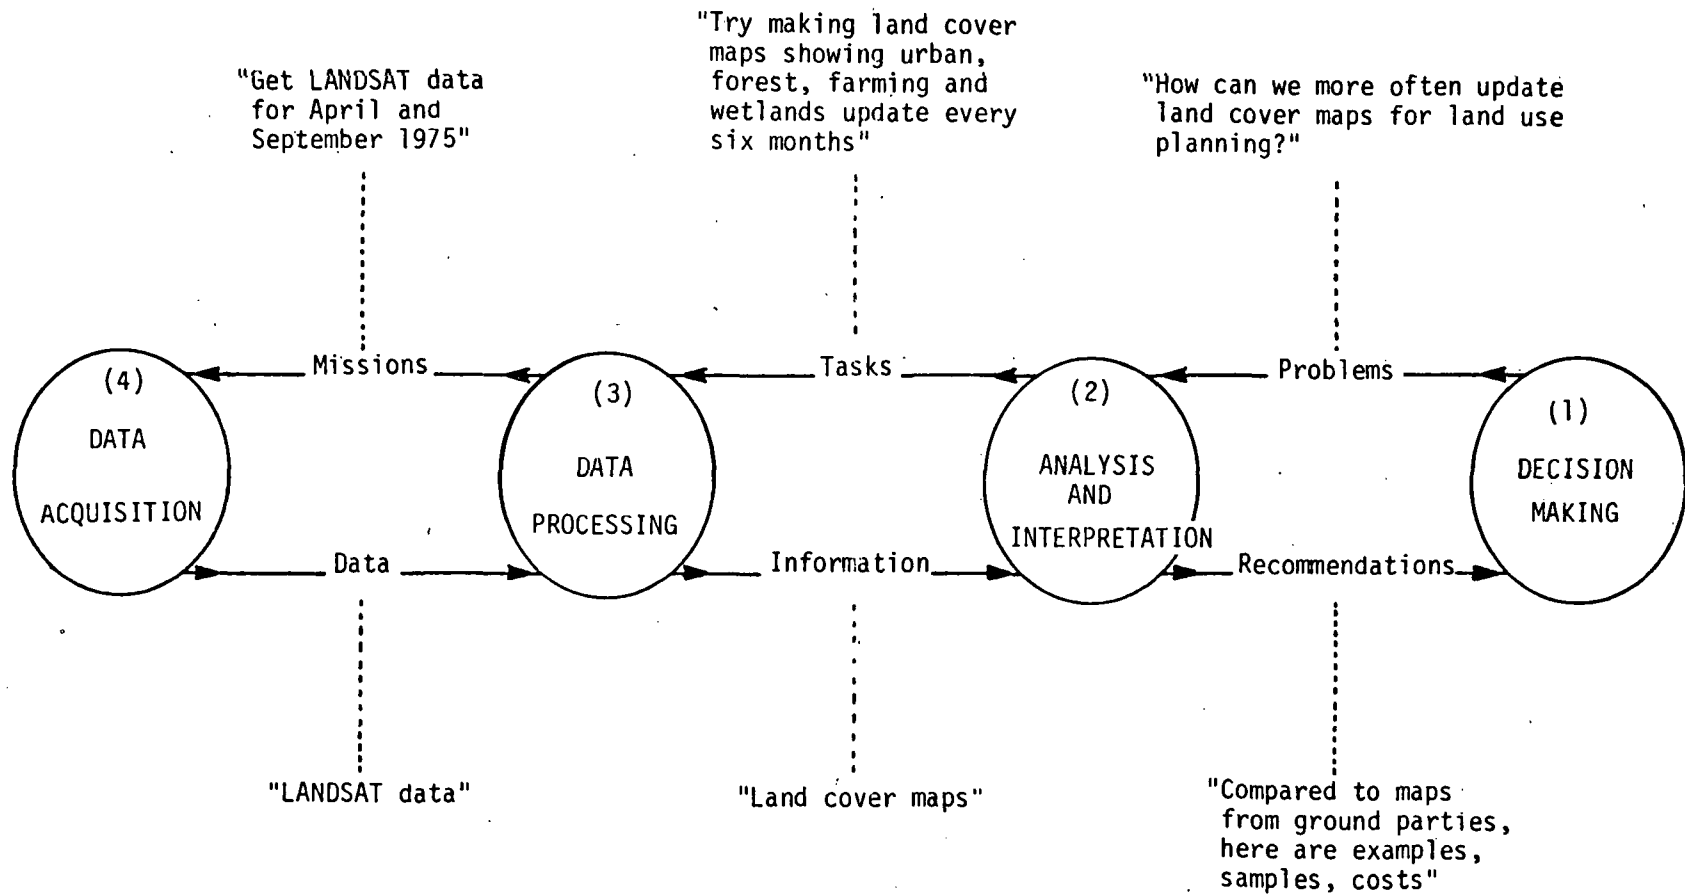 "Get LANDSAT data
for April and
September 1975"
"Try making land cover
maps showing urban,
forest, farming and
wetlands update every
six months"
"How can we more often update
land cover maps for land use
planning?"
Missions
Tasks
Problems
(4)
DATA
ACQUISITION
(3)
DATA
PROCESSING
(2)
ANALYSIS
AND
INTERPRETATION
(1)
DECISION
MAKING
Data
Information
Recommendations
"LANDSAT data"
"Land cover maps"
"Compared to maps
from ground parties,
here are examples,
samples, costs"